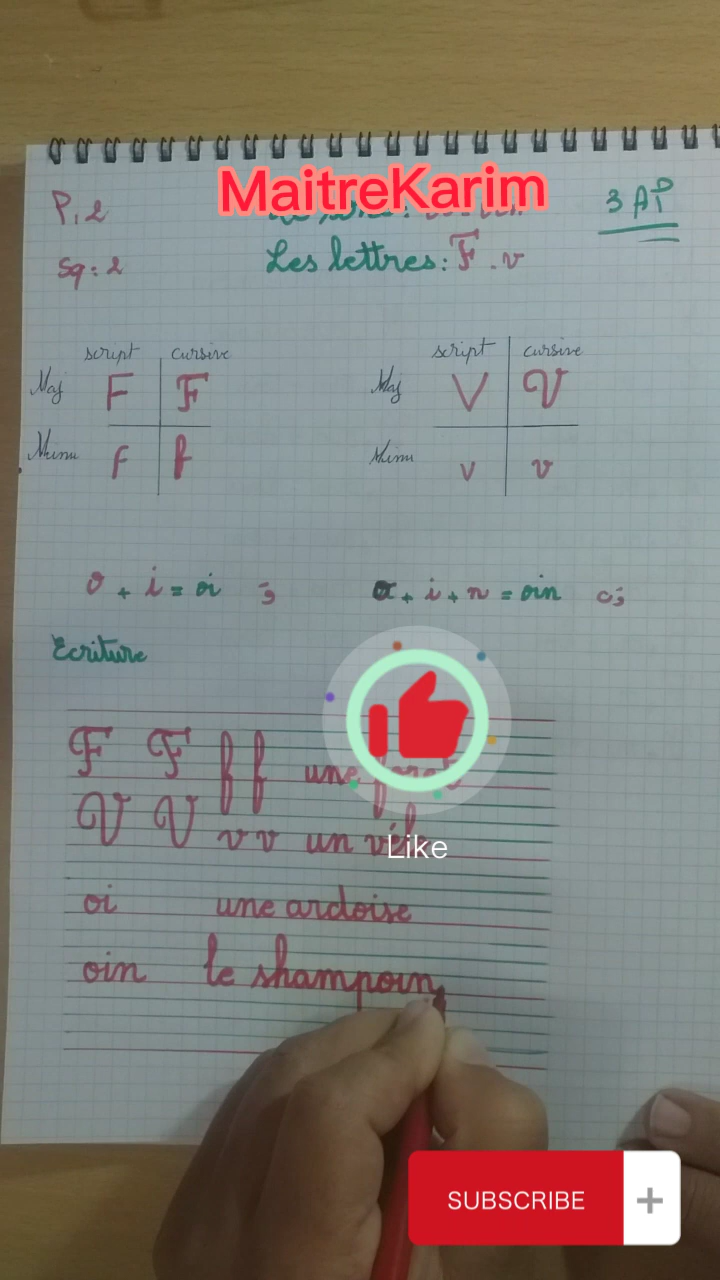 MaitreKarim
P.2 3 AP
Sq: 2 Les lettres: F . v
script cursive script cursive
Maj F F Maj V V
Minu f f Minu v v
o + i = oi ; o + i + n = oin
Ecriture
F F f f une
V V v v un vélo
Like
oi une ardoise
oin le shampoin
SUBSCRIBE +